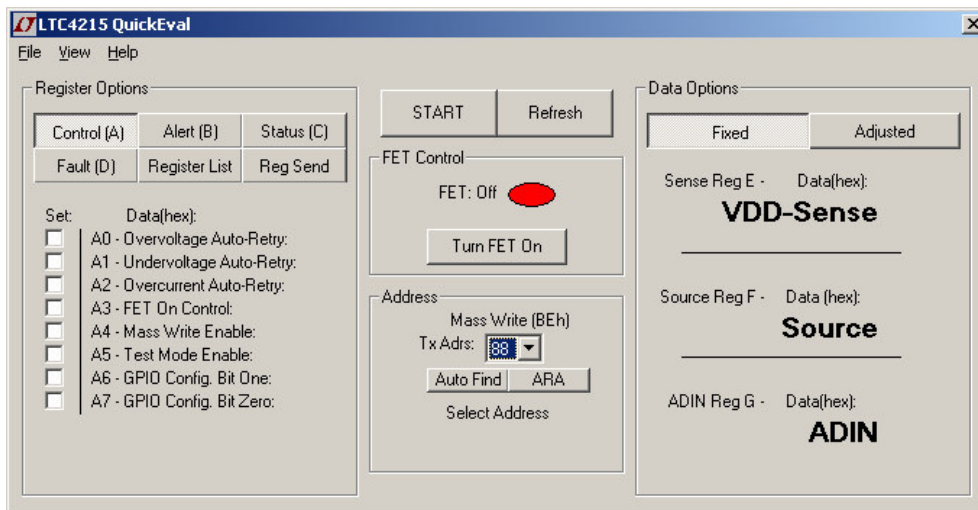 LTC4215 QuickEval
File View Help
Register Options
Control (A) Alert (B) Status (C)
Fault (D) Register List Reg Send
Set: Data(hex):
A0 - Overvoltage Auto-Retry:
A1 - Undervoltage Auto-Retry:
A2 - Overcurrent Auto-Retry:
A3 - FET On Control:
A4 - Mass Write Enable:
A5 - Test Mode Enable:
A6 - GPIO Config. Bit One:
A7 - GPIO Config. Bit Zero:
START Refresh
FET Control
FET: Off
Turn FET On
Address
Mass Write (BEh)
Tx Adrs: 88
Auto Find ARA
Select Address
Data Options
Fixed Adjusted
Sense Reg E - Data(hex):
VDD-Sense
Source Reg F - Data (hex):
Source
ADIN Reg G - Data(hex):
ADIN